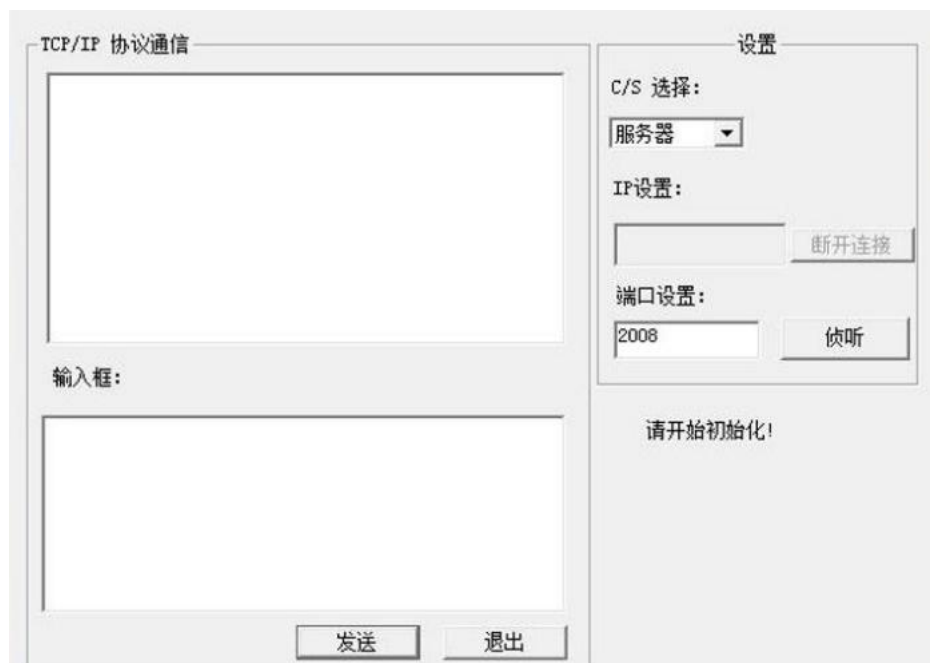 TCP/IP 协议通信
设置
C/S 选择:
服务器
IP设置:
断开连接
端口设置:
2008
侦听
输入框:
请开始初始化!
发送
退出